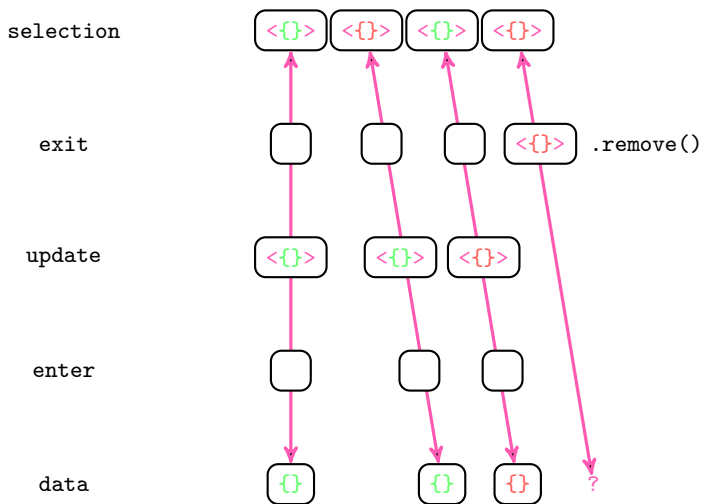 selection <{}> <{}> <{}> <{}>
exit <{}> .remove()
update <{}> <{}> <{}>
enter
data {} {} {} ?